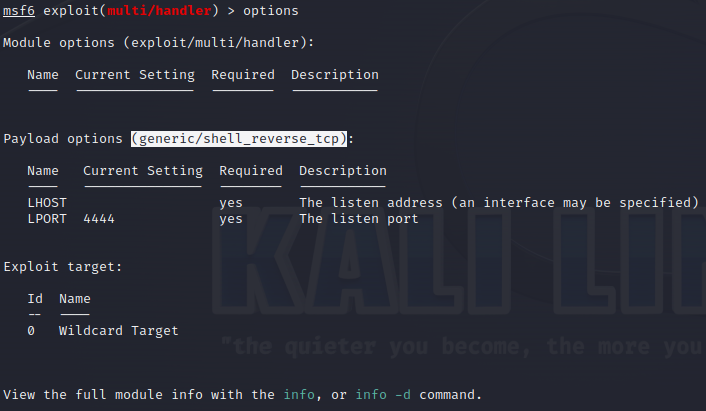 msf6 exploit(multi/handler) > options
Module options (exploit/multi/handler):
Name  Current Setting  Required  Description
----  ---------------  --------  -----------
Payload options (generic/shell_reverse_tcp):
Name   Current Setting  Required  Description
----   ---------------  --------  -----------
LHOST                   yes       The listen address (an interface may be specified)
LPORT  4444             yes       The listen port
Exploit target:
Id  Name
--  ----
0   Wildcard Target
View the full module info with the info, or info -d command.
KALI LI
"the quieter you become, the more you